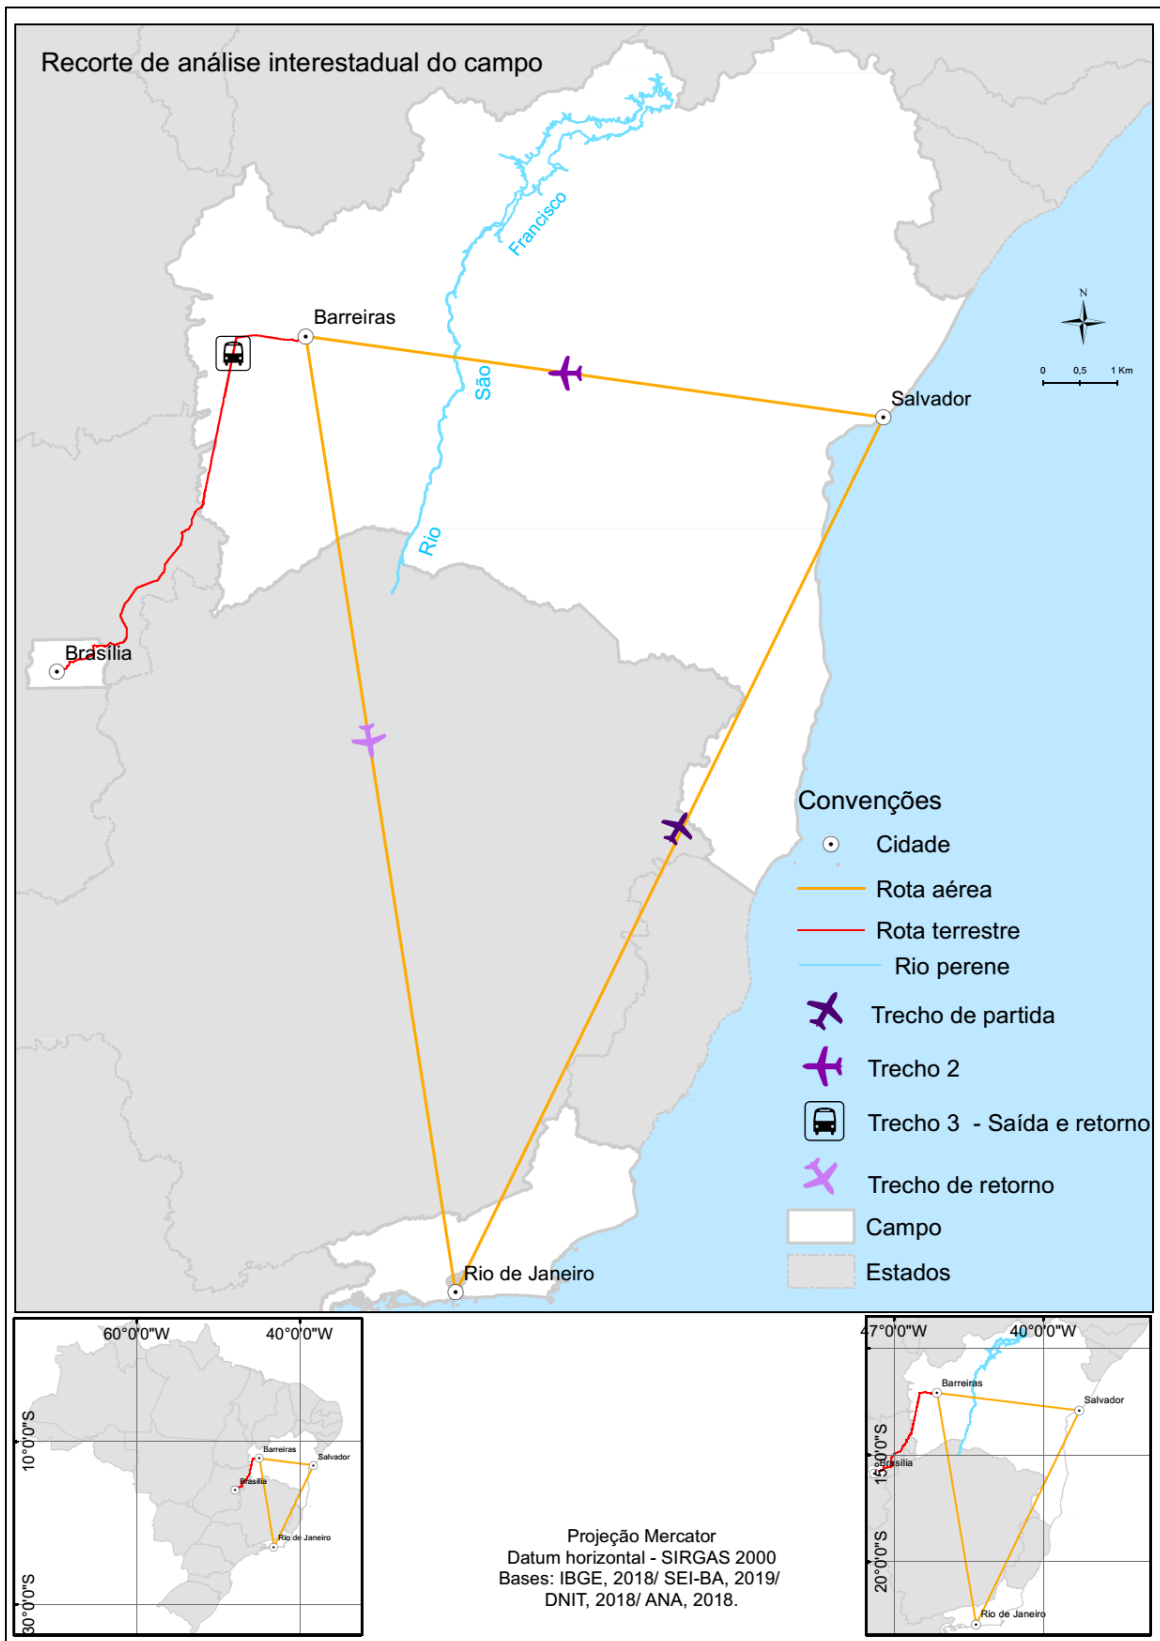 Recorte de análise interestadual do campo
Francisco
Barreiras
N
0 0,5 1 Km
São
Salvador
Rio
Brasília
Convenções
Cidade
Rota aérea
Rota terrestre
Rio perene
Trecho de partida
Trecho 2
Trecho 3 - Saída e retorno
Trecho de retorno
Campo
Estados
Rio de Janeiro
60°0'0"W 40°0'0"W
10°0'0"S
Barreiras
Salvador
Brasília
Rio de Janeiro
30°0'0"S
Projeção Mercator
Datum horizontal - SIRGAS 2000
Bases: IBGE, 2018/ SEI-BA, 2019/
DNIT, 2018/ ANA, 2018.
47°0'0"W 40°0'0"W
Barreiras
Salvador
15°0'0"S
Brasília
20°0'0"S
Rio de Janeiro